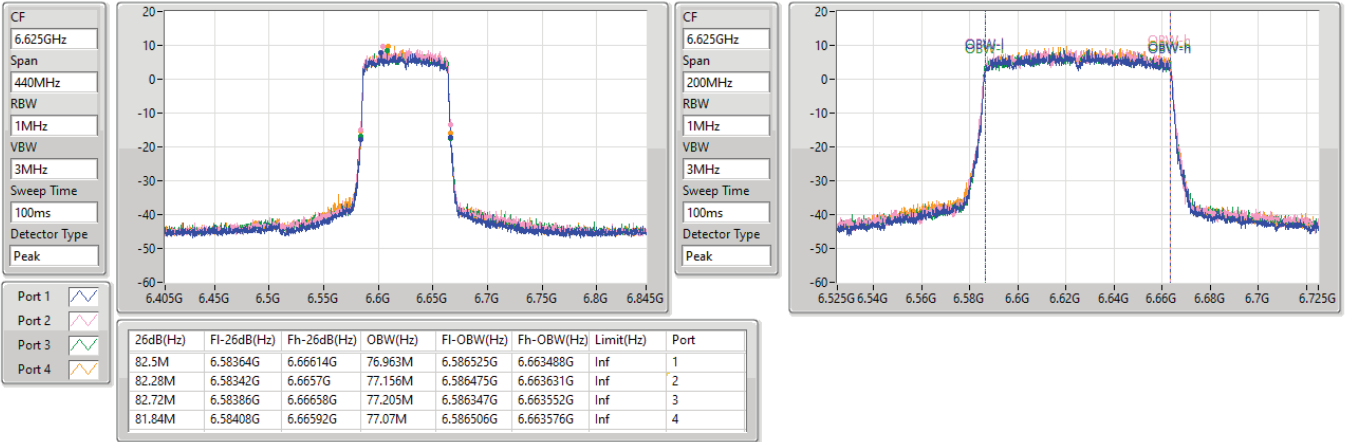 CF
6.625GHz
Span
440MHz
RBW
1MHz
VBW
3MHz
Sweep Time
100ms
Detector Type
Peak
20-
10-
0-
-10-
-20-
-30-
-40-
-50-
-60-
6.405G 6.45G 6.5G 6.55G 6.6G 6.65G 6.7G 6.75G 6.8G 6.845G
CF
6.625GHz
Span
200MHz
RBW
1MHz
VBW
3MHz
Sweep Time
100ms
Detector Type
Peak
20-
10-
0-
-10-
-20-
-30-
-40-
-50-
-60-
OBW-l OBW-h
6.525G 6.54G 6.56G 6.58G 6.6G 6.62G 6.64G 6.66G 6.68G 6.7G 6.725G
Port 1
Port 2
Port 3
Port 4
26dB(Hz) Fl-26dB(Hz) Fh-26dB(Hz) OBW(Hz) Fl-OBW(Hz) Fh-OBW(Hz) Limit(Hz) Port
82.5M 6.58364G 6.66614G 76.963M 6.586525G 6.663488G Inf 1
82.28M 6.58342G 6.6657G 77.156M 6.586475G 6.663631G Inf 2
82.72M 6.58386G 6.66658G 77.205M 6.586347G 6.663552G Inf 3
81.84M 6.58408G 6.66592G 77.07M 6.586506G 6.663576G Inf 4